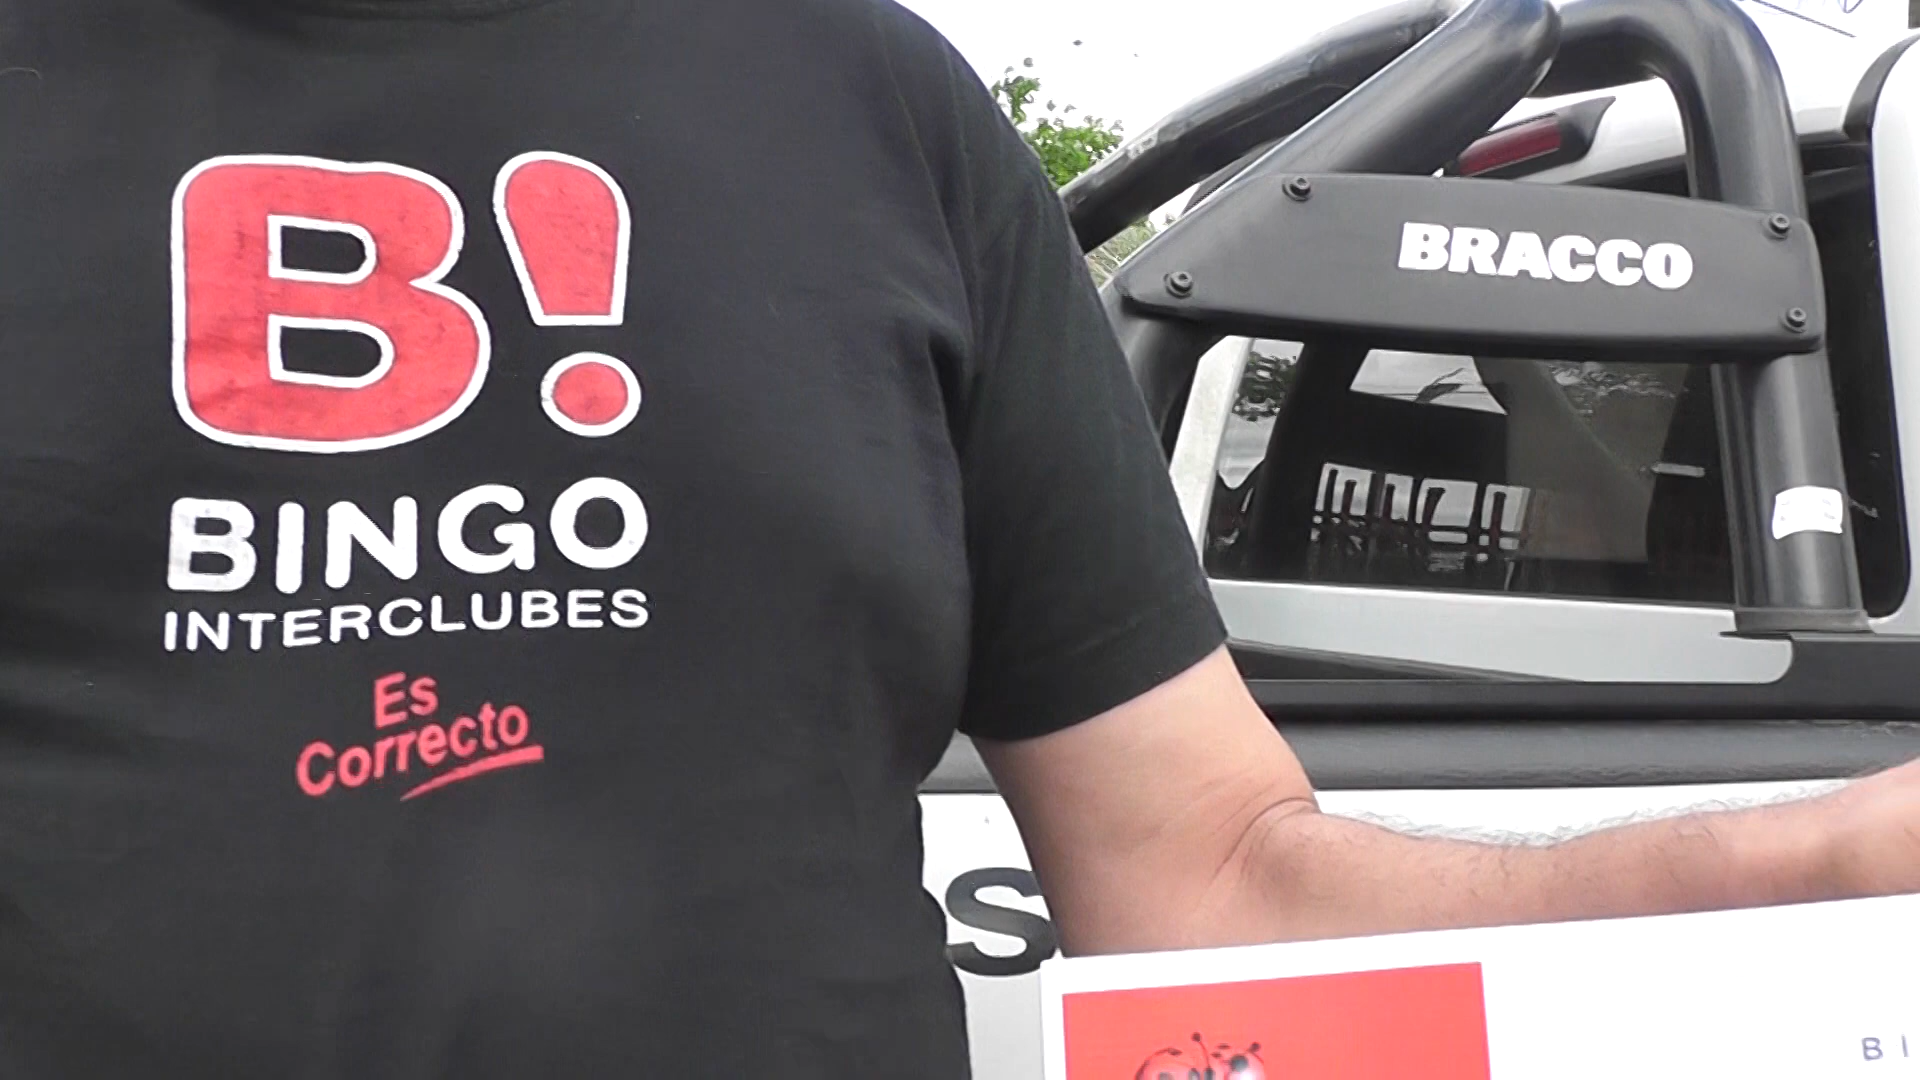 B!
BINGO
INTERCLUBES
Es
Correcto
BRACCO
S
B I